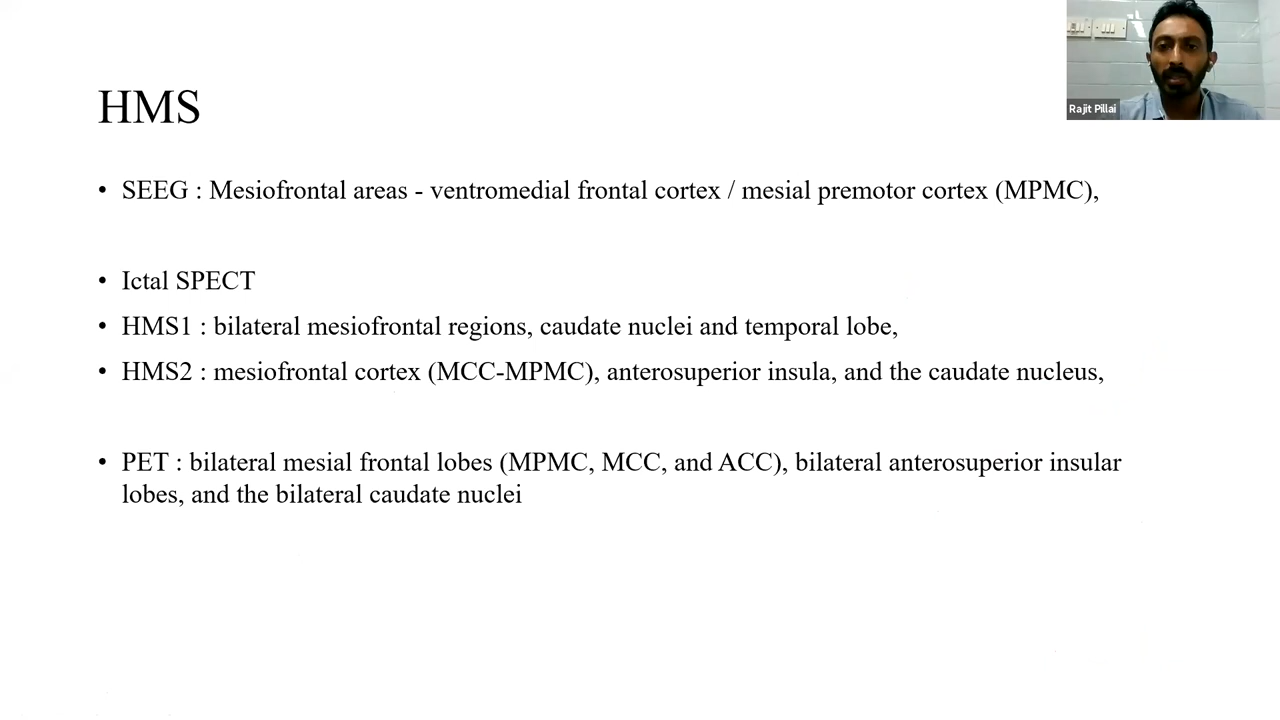 Rajit Pillai
HMS
• SEEG : Mesiofrontal areas - ventromedial frontal cortex / mesial premotor cortex (MPMC),
• Ictal SPECT
• HMS1 : bilateral mesiofrontal regions, caudate nuclei and temporal lobe,
• HMS2 : mesiofrontal cortex (MCC-MPMC), anterosuperior insula, and the caudate nucleus,
• PET : bilateral mesial frontal lobes (MPMC, MCC, and ACC), bilateral anterosuperior insular
lobes, and the bilateral caudate nuclei